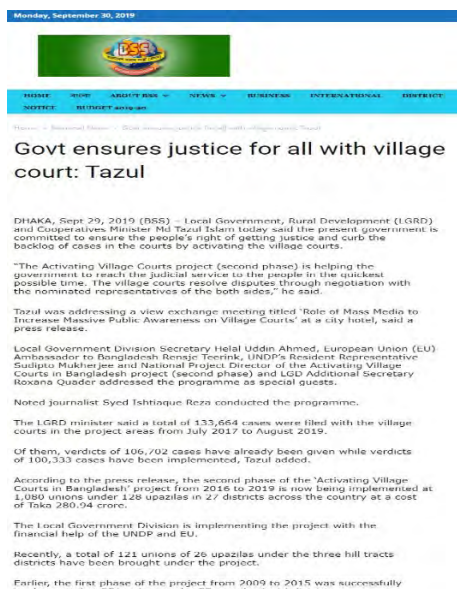 Monday, September 30, 2019
BSS
HOME ABOUT BSS NEWS BUSINESS INTERNATIONAL DISTRICT
NOTICE BUDGET 2019-20
Home » National News »
Govt ensures justice for all with village
court: Tazul
DHAKA, Sept 29, 2019 (BSS) – Local Government, Rural Development (LGRD)
and Cooperatives Minister Md Tazul Islam today said the present government is
committed to ensure the people's right of getting justice and curb the
backlog of cases in the courts by activating the village courts.
"The Activating Village Courts project (second phase) is helping the
government to reach the judicial service to the people in the quickest
possible time. The village courts resolve disputes through negotiation with
the nominated representatives of the both sides," he said.
Tazul was addressing a view exchange meeting titled 'Role of Mass Media to
Increase Massive Public Awareness on Village Courts' at a city hotel, said a
press release.
Local Government Division Secretary Helal Uddin Ahmed, European Union (EU)
Ambassador to Bangladesh Rensje Teerink, UNDP's Resident Representative
Sudipto Mukherjee and National Project Director of the Activating Village
Courts in Bangladesh project (second phase) and LGD Additional Secretary
Roxana Quader addressed the programme as special guests.
Noted journalist Syed Ishtiaque Reza conducted the programme.
The LGRD minister said a total of 133,664 cases were filed with the village
courts in the project areas from July 2017 to August 2019.
Of them, verdicts of 106,702 cases have already been given while verdicts
of 100,333 cases have been implemented, Tazul added.
According to the press release, the second phase of the 'Activating Village
Courts in Bangladesh' project from 2016 to 2019 is now being implemented at
1,080 unions under 128 upazilas in 27 districts across the country at a cost
of Taka 280.94 crore.
The Local Government Division is implementing the project with the
financial help of the UNDP and EU.
Recently, a total of 121 unions of 26 upazilas under the three hill tracts
districts have been brought under the project.
Earlier, the first phase of the project from 2009 to 2015 was successfully